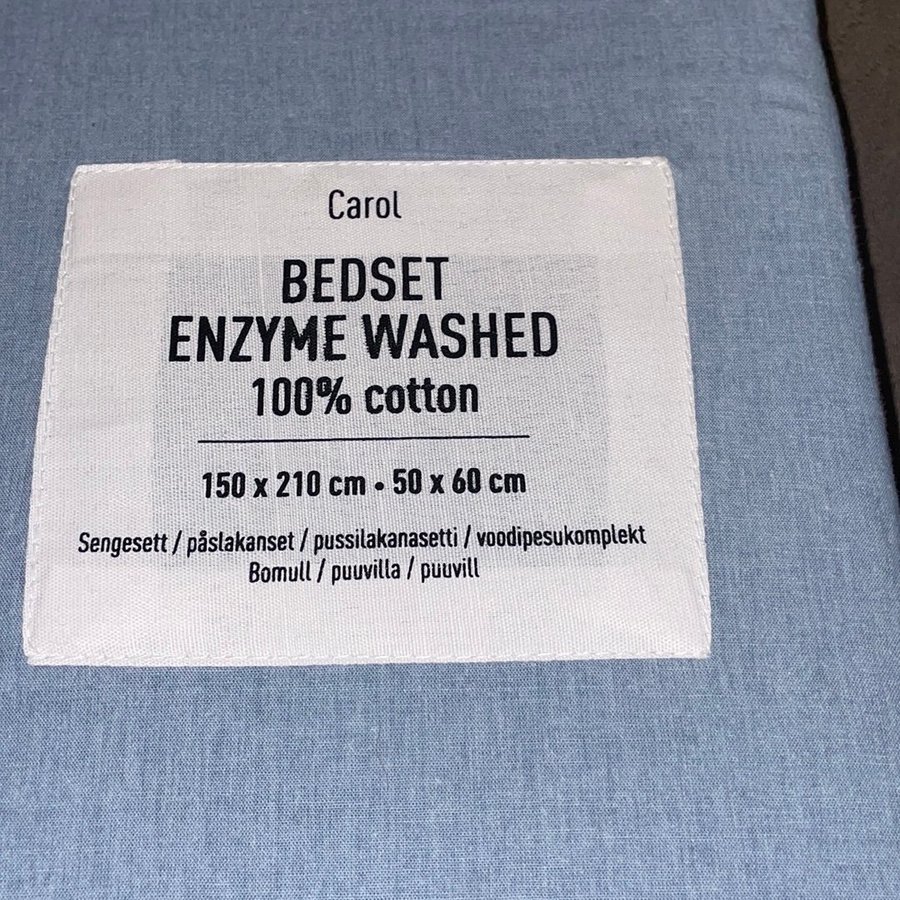 Carol
BEDSET
ENZYME WASHED
100% cotton
150 x 210 cm • 50 x 60 cm
Sengesett / påslakanset / pussilakanasetti / voodipesukomplekt
Bomull / puuvilla / puuvill